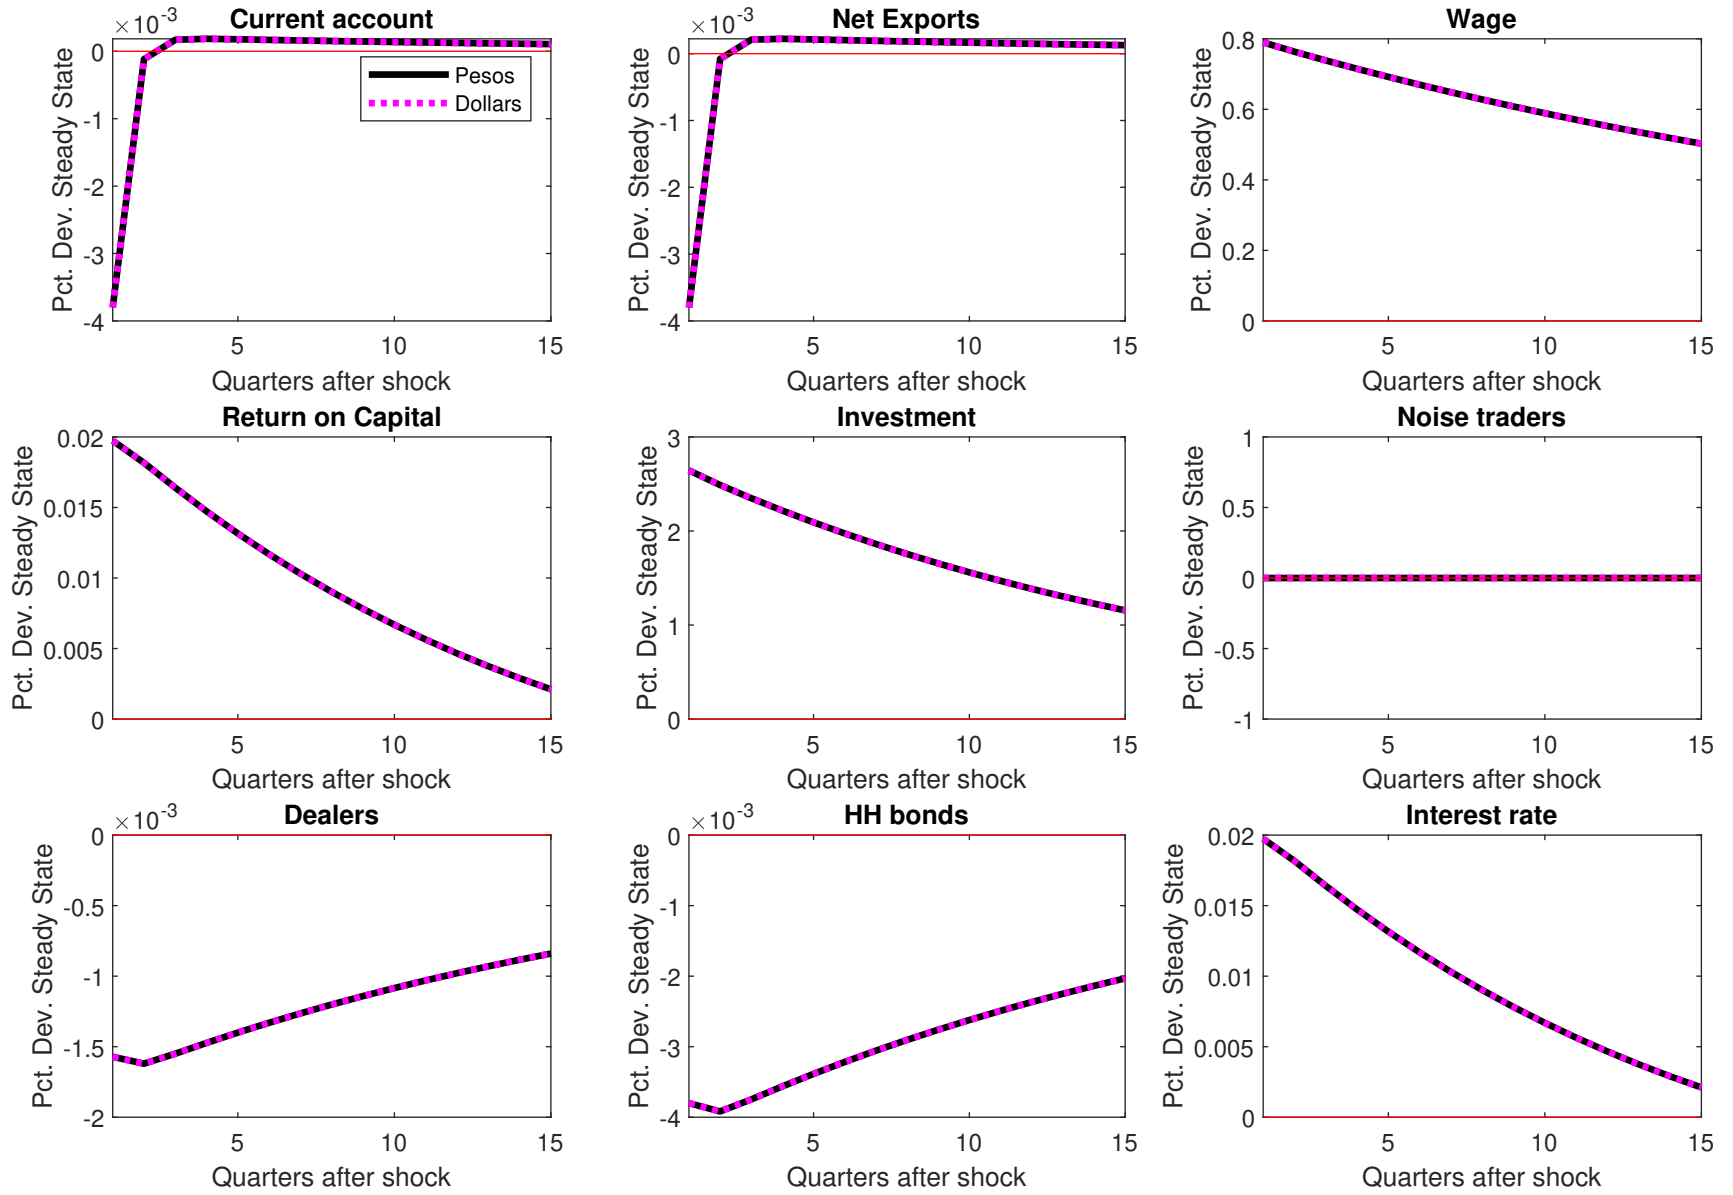 Current account
×10-3
0
-1
-2
-3
-4
5
10
15
Pct. Dev. Steady State
Quarters after shock
Pesos
Dollars
Net Exports
×10-3
0
-1
-2
-3
-4
5
10
15
Pct. Dev. Steady State
Quarters after shock
Wage
0.8
0.6
0.4
0.2
0
5
10
15
Pct. Dev. Steady State
Quarters after shock
Return on Capital
0.02
0.015
0.01
0.005
0
5
10
15
Pct. Dev. Steady State
Quarters after shock
Investment
3
2
1
0
5
10
15
Pct. Dev. Steady State
Quarters after shock
Noise traders
1
0.5
0
-0.5
-1
5
10
15
Pct. Dev. Steady State
Quarters after shock
Dealers
×10-3
0
-0.5
-1
-1.5
-2
5
10
15
Pct. Dev. Steady State
Quarters after shock
HH bonds
×10-3
0
-1
-2
-3
-4
5
10
15
Pct. Dev. Steady State
Quarters after shock
Interest rate
0.02
0.015
0.01
0.005
0
5
10
15
Pct. Dev. Steady State
Quarters after shock